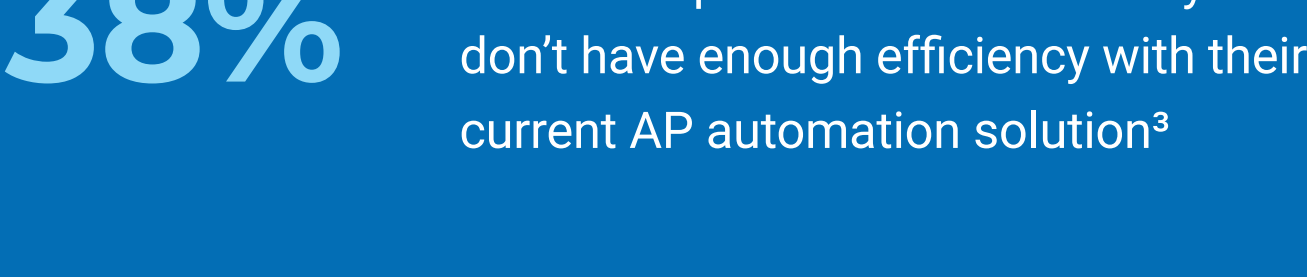 38%
don’t have enough efficiency with their
current AP automation solution³